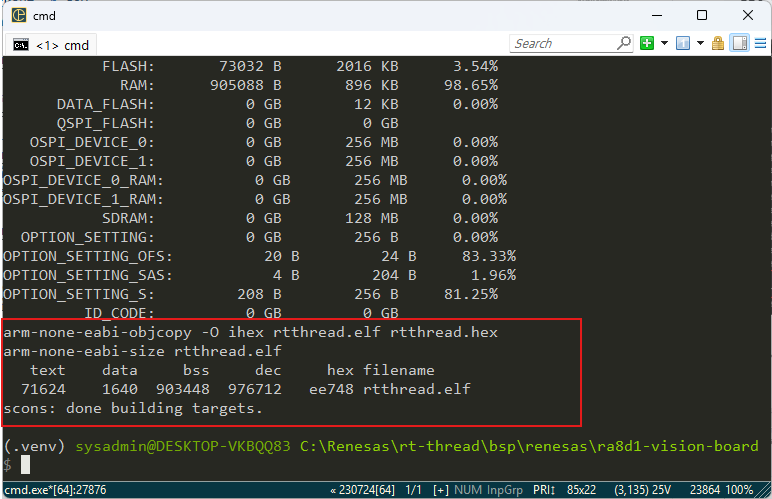 cmd
<1> cmd
Search
FLASH: 73032 B 2016 KB 3.54%
RAM: 905088 B 896 KB 98.65%
DATA_FLASH: 0 GB 12 KB 0.00%
QSPI_FLASH: 0 GB 0 GB
OSPI_DEVICE_0: 0 GB 256 MB 0.00%
OSPI_DEVICE_1: 0 GB 256 MB 0.00%
OSPI_DEVICE_0_RAM: 0 GB 256 MB 0.00%
OSPI_DEVICE_1_RAM: 0 GB 256 MB 0.00%
SDRAM: 0 GB 128 MB 0.00%
OPTION_SETTING: 0 GB 256 B 0.00%
OPTION_SETTING_OFS: 20 B 24 B 83.33%
OPTION_SETTING_SAS: 4 B 204 B 1.96%
OPTION_SETTING_S: 208 B 256 B 81.25%
ID_CODE: 0 GB 0 GB
arm-none-eabi-objcopy -O ihex rtthread.elf rtthread.hex
arm-none-eabi-size rtthread.elf
text data bss dec hex filename
71624 1640 903448 976712 ee748 rtthread.elf
scons: done building targets.
(.venv) sysadmin@DESKTOP-VKBQQ83 C:\Renesas\rt-thread\bsp\renesas\ra8d1-vision-board
$
cmd.exe*[64]:27876 « 230724[64] 1/1 [+] NUM InpGrp PRI↕ 85x22 (3,135) 25V 23864 100%